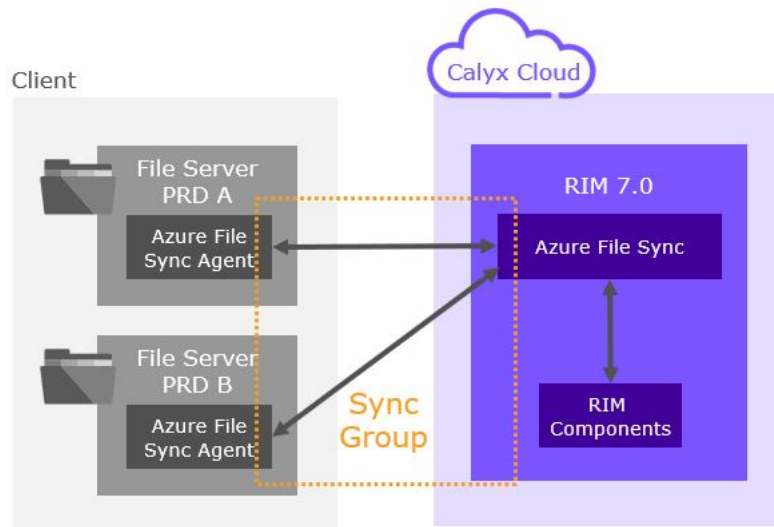 Client
Calyx Cloud
File Server
PRD A
Azure File
Sync Agent
File Server
PRD B
Azure File
Sync Agent
Sync
Group
RIM 7.0
Azure File Sync
RIM
Components